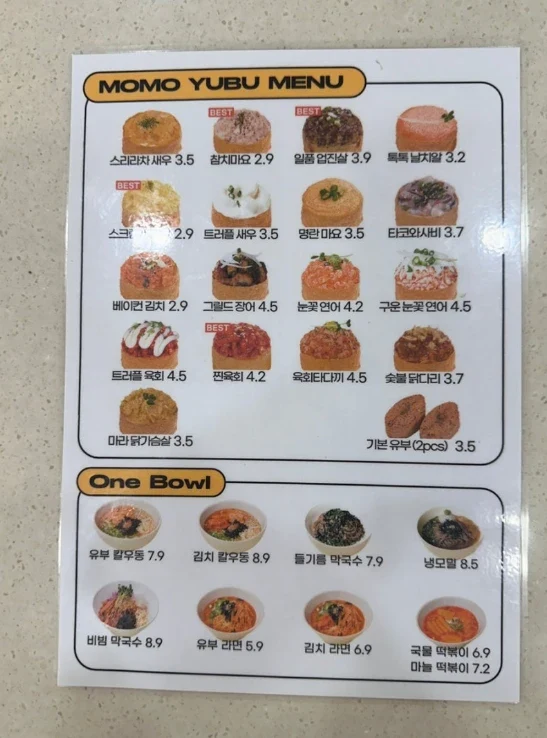 MOMO YUBU MENU
BEST
BEST
스리라차 새우 3.5 참치마요 2.9 일품 업진살 3.9 톡톡 날치알 3.2
BEST
2.9 트러플 새우 3.5 명란 마요 3.5 타코와사비 3.7
베이컨 김치 2.9 그릴드 장어 4.5 눈꽃 연어 4.2 구운 눈꽃 연어 4.5
BEST
트러플 육회 4.5 찐육회 4.2 육회타다끼 4.5 숯불 닭다리 3.7
마라 닭가슴살 3.5 기본 유부(2pcs) 3.5
One Bowl
유부 칼우동 7.9 김치 칼우동 8.9 들기름 막국수 7.9 냉모밀 8.5
비빔 막국수 8.9 유부 라면 5.9 김치 라면 6.9 국물 떡볶이 6.9
마늘 떡볶이 7.2